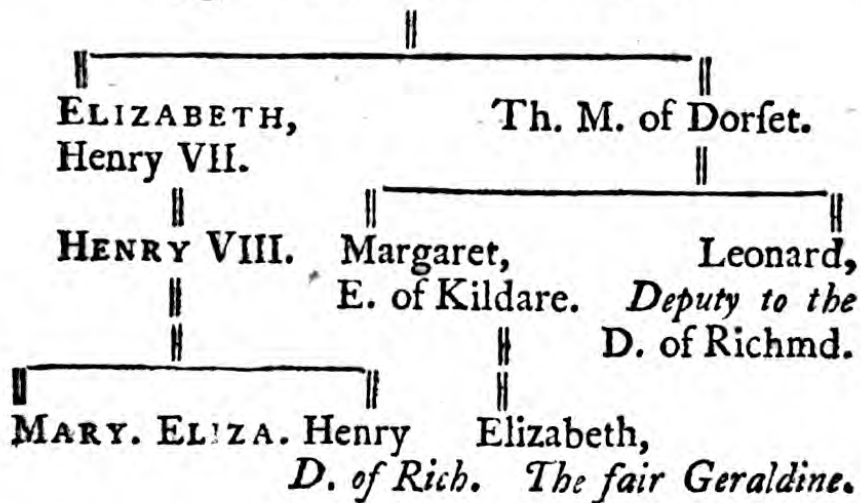 ELIZABETH, Th. M. of Dorſet.
Henry VII.
HENRY VIII. Margaret, Leonard,
E. of Kildare. Deputy to the
D. of Richmd.
MARY. ELIZA. Henry Elizabeth,
D. of Rich. The fair Geraldine.